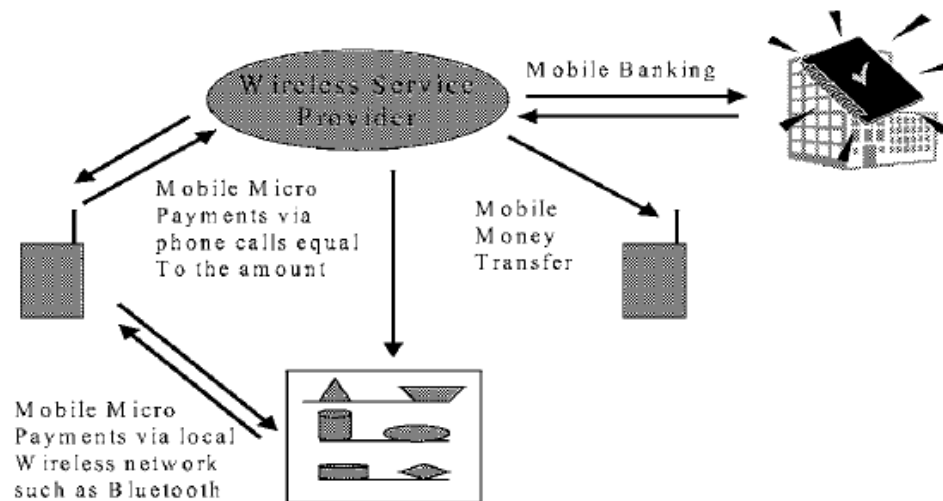 Wireless Service
Provider
Mobile Banking
Mobile Micro
Payments via
phone calls equal
To the amount
Mobile
Money
Transfer
Mobile Micro
Payments via local
Wireless network
such as Bluetooth